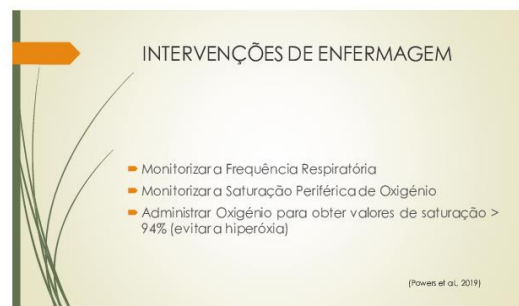 INTERVENÇÕES DE ENFERMAGEM
Monitorizar a Frequência Respiratória
Monitorizar a Saturação Periférica de Oxigénio
Administrar Oxigénio para obter valores de saturação >
94% (evitar a hiperóxia)
(Powers et al., 2019)